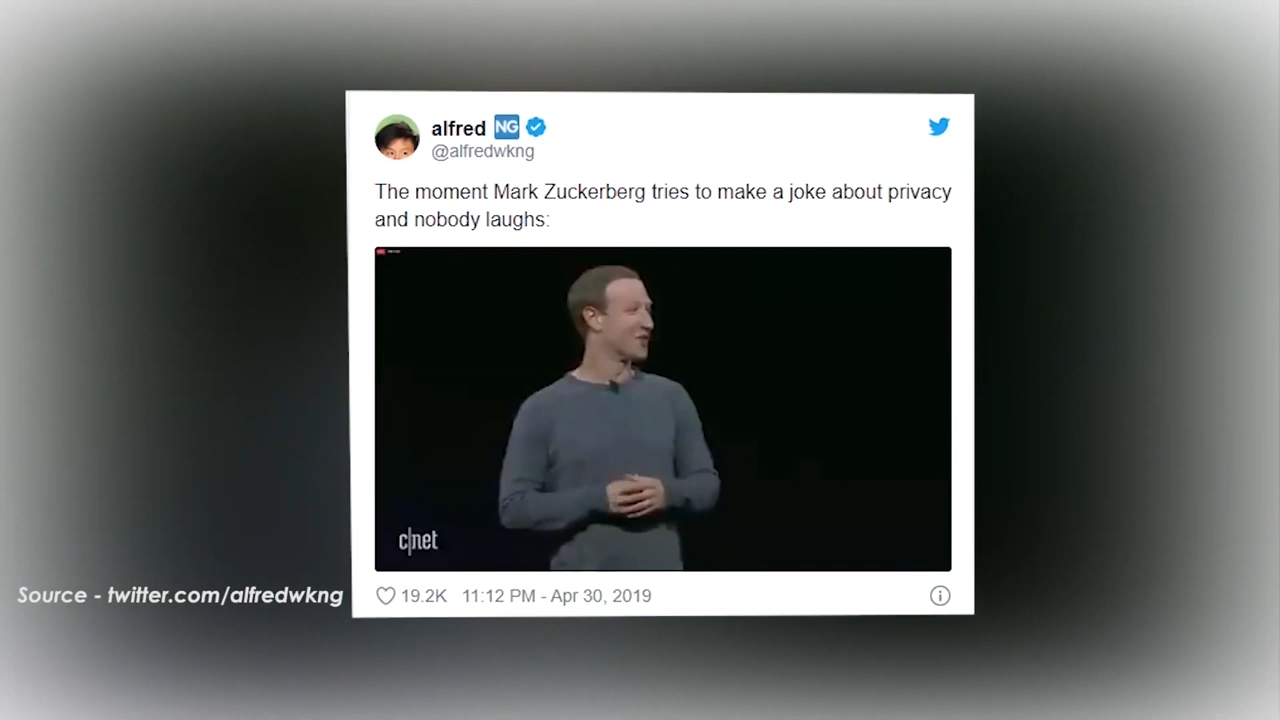 alfred NG
@alfredwkng
The moment Mark Zuckerberg tries to make a joke about privacy
and nobody laughs:
c|net
Source - twitter.com/alfredwkng
19.2K 11:12 PM - Apr 30, 2019